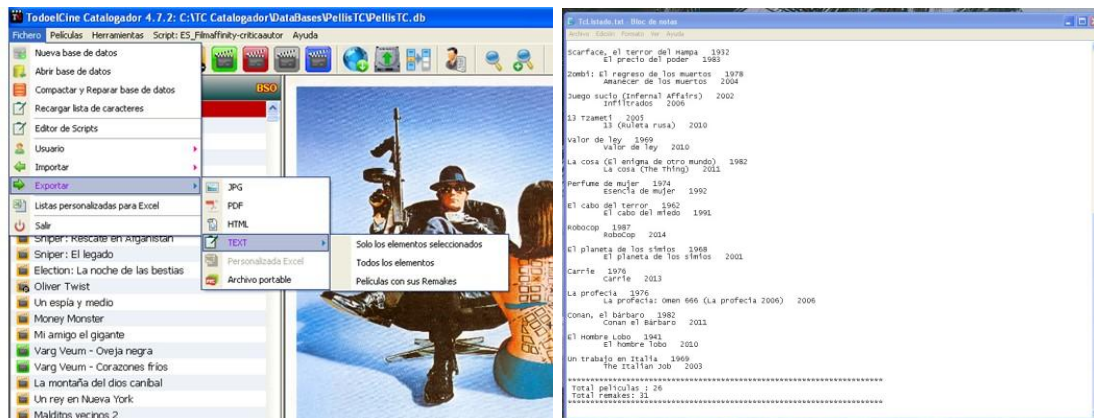 TodoelCine Catalogador 4.7.2: C:\TC Catalogador\DataBases\PellisTC\PellisTC.db
Fichero Películas Herramientas Script: ES_Filmaffinity-criticaautor Ayuda
Nueva base de datos
Abrir base de datos
Compactar y Reparar base de datos
Recargar lista de caracteres
Editor de Scripts
Usuario
Importar
Exportar
Listas personalizadas para Excel
Salir
BSO
JPG
PDF
HTML
TEXT
Personalizada Excel
Archivo portable
Solo los elementos seleccionados
Todos los elementos
Películas con sus Remakes
Sniper: Rescate en Afganistán
Sniper: El legado
Election: La noche de las bestias
Oliver Twist
Un espía y medio
Money Monster
Mi amigo el gigante
Varg Veum - Oveja negra
Varg Veum - Corazones fríos
La montaña del dios caníbal
Un rey en Nueva York
Malditos vecinos 2
TcListado.txt - Bloc de notas
Archivo Edición Formato Ver Ayuda
Scarface, el terror del Hampa 1932
El precio del poder 1983
Zombi: El regreso de los muertos 1978
Amanecer de los muertos 2004
Juego sucio (Infernal Affairs) 2002
Infiltrados 2006
13 Tzameti 2005
13 (Ruleta rusa) 2010
Valor de ley 1969
Valor de ley 2010
La cosa (El enigma de otro mundo) 1982
La cosa (The Thing) 2011
Perfume de mujer 1974
Esencia de mujer 1992
El cabo del terror 1962
El cabo del miedo 1991
Robocop 1987
RoboCop 2014
El planeta de los simios 1968
El planeta de los simios 2001
Carrie 1976
Carrie 2013
La profecía 1976
La profecía: Omen 666 (La profecía 2006) 2006
Conan, el bárbaro 1982
Conan el Bárbaro 2011
El Hombre Lobo 1941
El hombre lobo 2010
Un trabajo en Italia 1969
The Italian Job 2003
Total películas : 26
Total remakes: 31